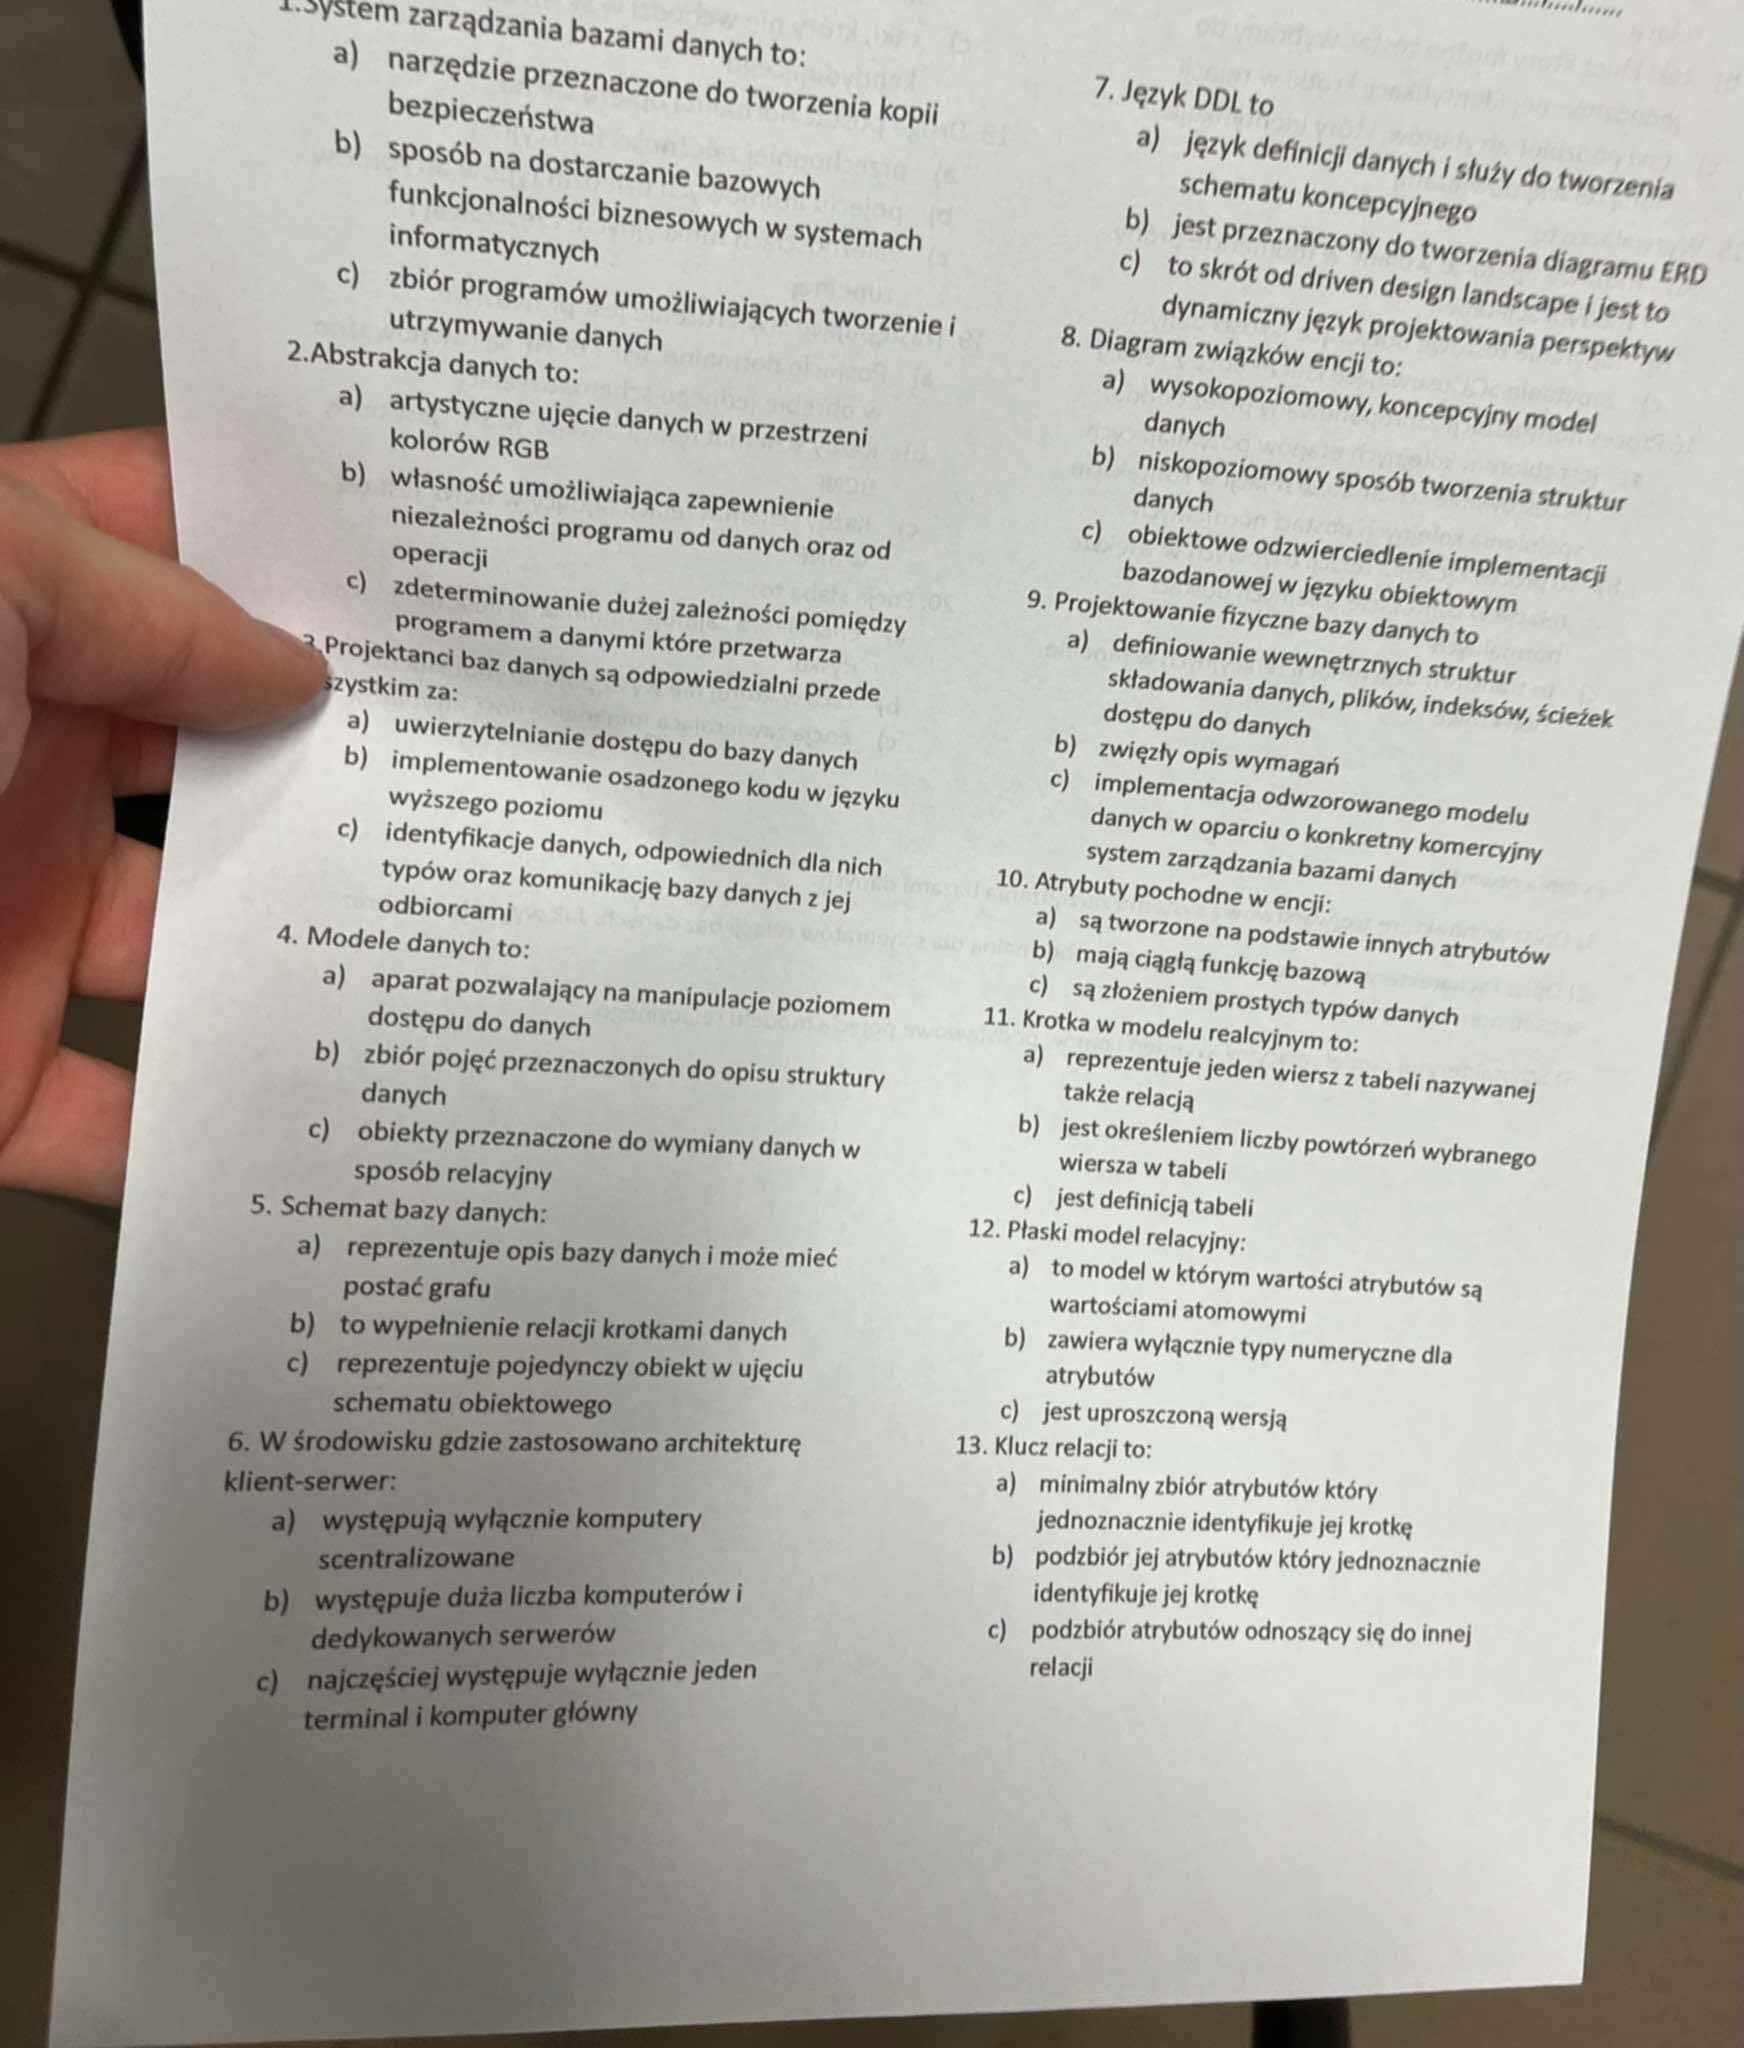 1.System zarządzania bazami danych to:
a) narzędzie przeznaczone do tworzenia kopii
bezpieczeństwa
b) sposób na dostarczanie bazowych
funkcjonalności biznesowych w systemach
informatycznych
c) zbiór programów umożliwiających tworzenie i
utrzymywanie danych
2.Abstrakcja danych to:
a) artystyczne ujęcie danych w przestrzeni
kolorów RGB
b) własność umożliwiająca zapewnienie
niezależności programu od danych oraz od
operacji
c) zdeterminowanie dużej zależności pomiędzy
programem a danymi które przetwarza
3.Projektanci baz danych są odpowiedzialni przede
szystkim za:
a) uwierzytelnianie dostępu do bazy danych
b) implementowanie osadzonego kodu w języku
wyższego poziomu
c) identyfikacje danych, odpowiednich dla nich
typów oraz komunikację bazy danych z jej
odbiorcami
4. Modele danych to:
a) aparat pozwalający na manipulacje poziomem
dostępu do danych
b) zbiór pojęć przeznaczonych do opisu struktury
danych
c) obiekty przeznaczone do wymiany danych w
sposób relacyjny
5. Schemat bazy danych:
a) reprezentuje opis bazy danych i może mieć
postać grafu
b) to wypełnienie relacji krotkami danych
c) reprezentuje pojedynczy obiekt w ujęciu
schematu obiektowego
6. W środowisku gdzie zastosowano architekturę
klient-serwer:
a) występują wyłącznie komputery
scentralizowane
b) występuje duża liczba komputerów i
dedykowanych serwerów
c) najczęściej występuje wyłącznie jeden
terminal i komputer główny
7. Język DDL to
a) język definicji danych i służy do tworzenia
schematu koncepcyjnego
b) jest przeznaczony do tworzenia diagramu ERD
c) to skrót od driven design landscape i jest to
dynamiczny język projektowania perspektyw
8. Diagram związków encji to:
a) wysokopoziomowy, koncepcyjny model
danych
b) niskopoziomowy sposób tworzenia struktur
danych
c) obiektowe odzwierciedlenie implementacji
bazodanowej w języku obiektowym
9. Projektowanie fizyczne bazy danych to
a) definiowanie wewnętrznych struktur
składowania danych, plików, indeksów, ścieżek
dostępu do danych
b) zwięzły opis wymagań
c) implementacja odwzorowanego modelu
danych w oparciu o konkretny komercyjny
system zarządzania bazami danych
10. Atrybuty pochodne w encji:
a) są tworzone na podstawie innych atrybutów
b) mają ciągłą funkcję bazową
c) są złożeniem prostych typów danych
11. Krotka w modelu realcyjnym to:
a) reprezentuje jeden wiersz z tabeli nazywanej
także relacją
b) jest określeniem liczby powtórzeń wybranego
wiersza w tabeli
c) jest definicją tabeli
12. Płaski model relacyjny:
a) to model w którym wartości atrybutów są
wartościami atomowymi
b) zawiera wyłącznie typy numeryczne dla
atrybutów
c) jest uproszczoną wersją
13. Klucz relacji to:
a) minimalny zbiór atrybutów który
jednoznacznie identyfikuje jej krotkę
b) podzbiór jej atrybutów który jednoznacznie
identyfikuje jej krotkę
c) podzbiór atrybutów odnoszący się do innej
relacji